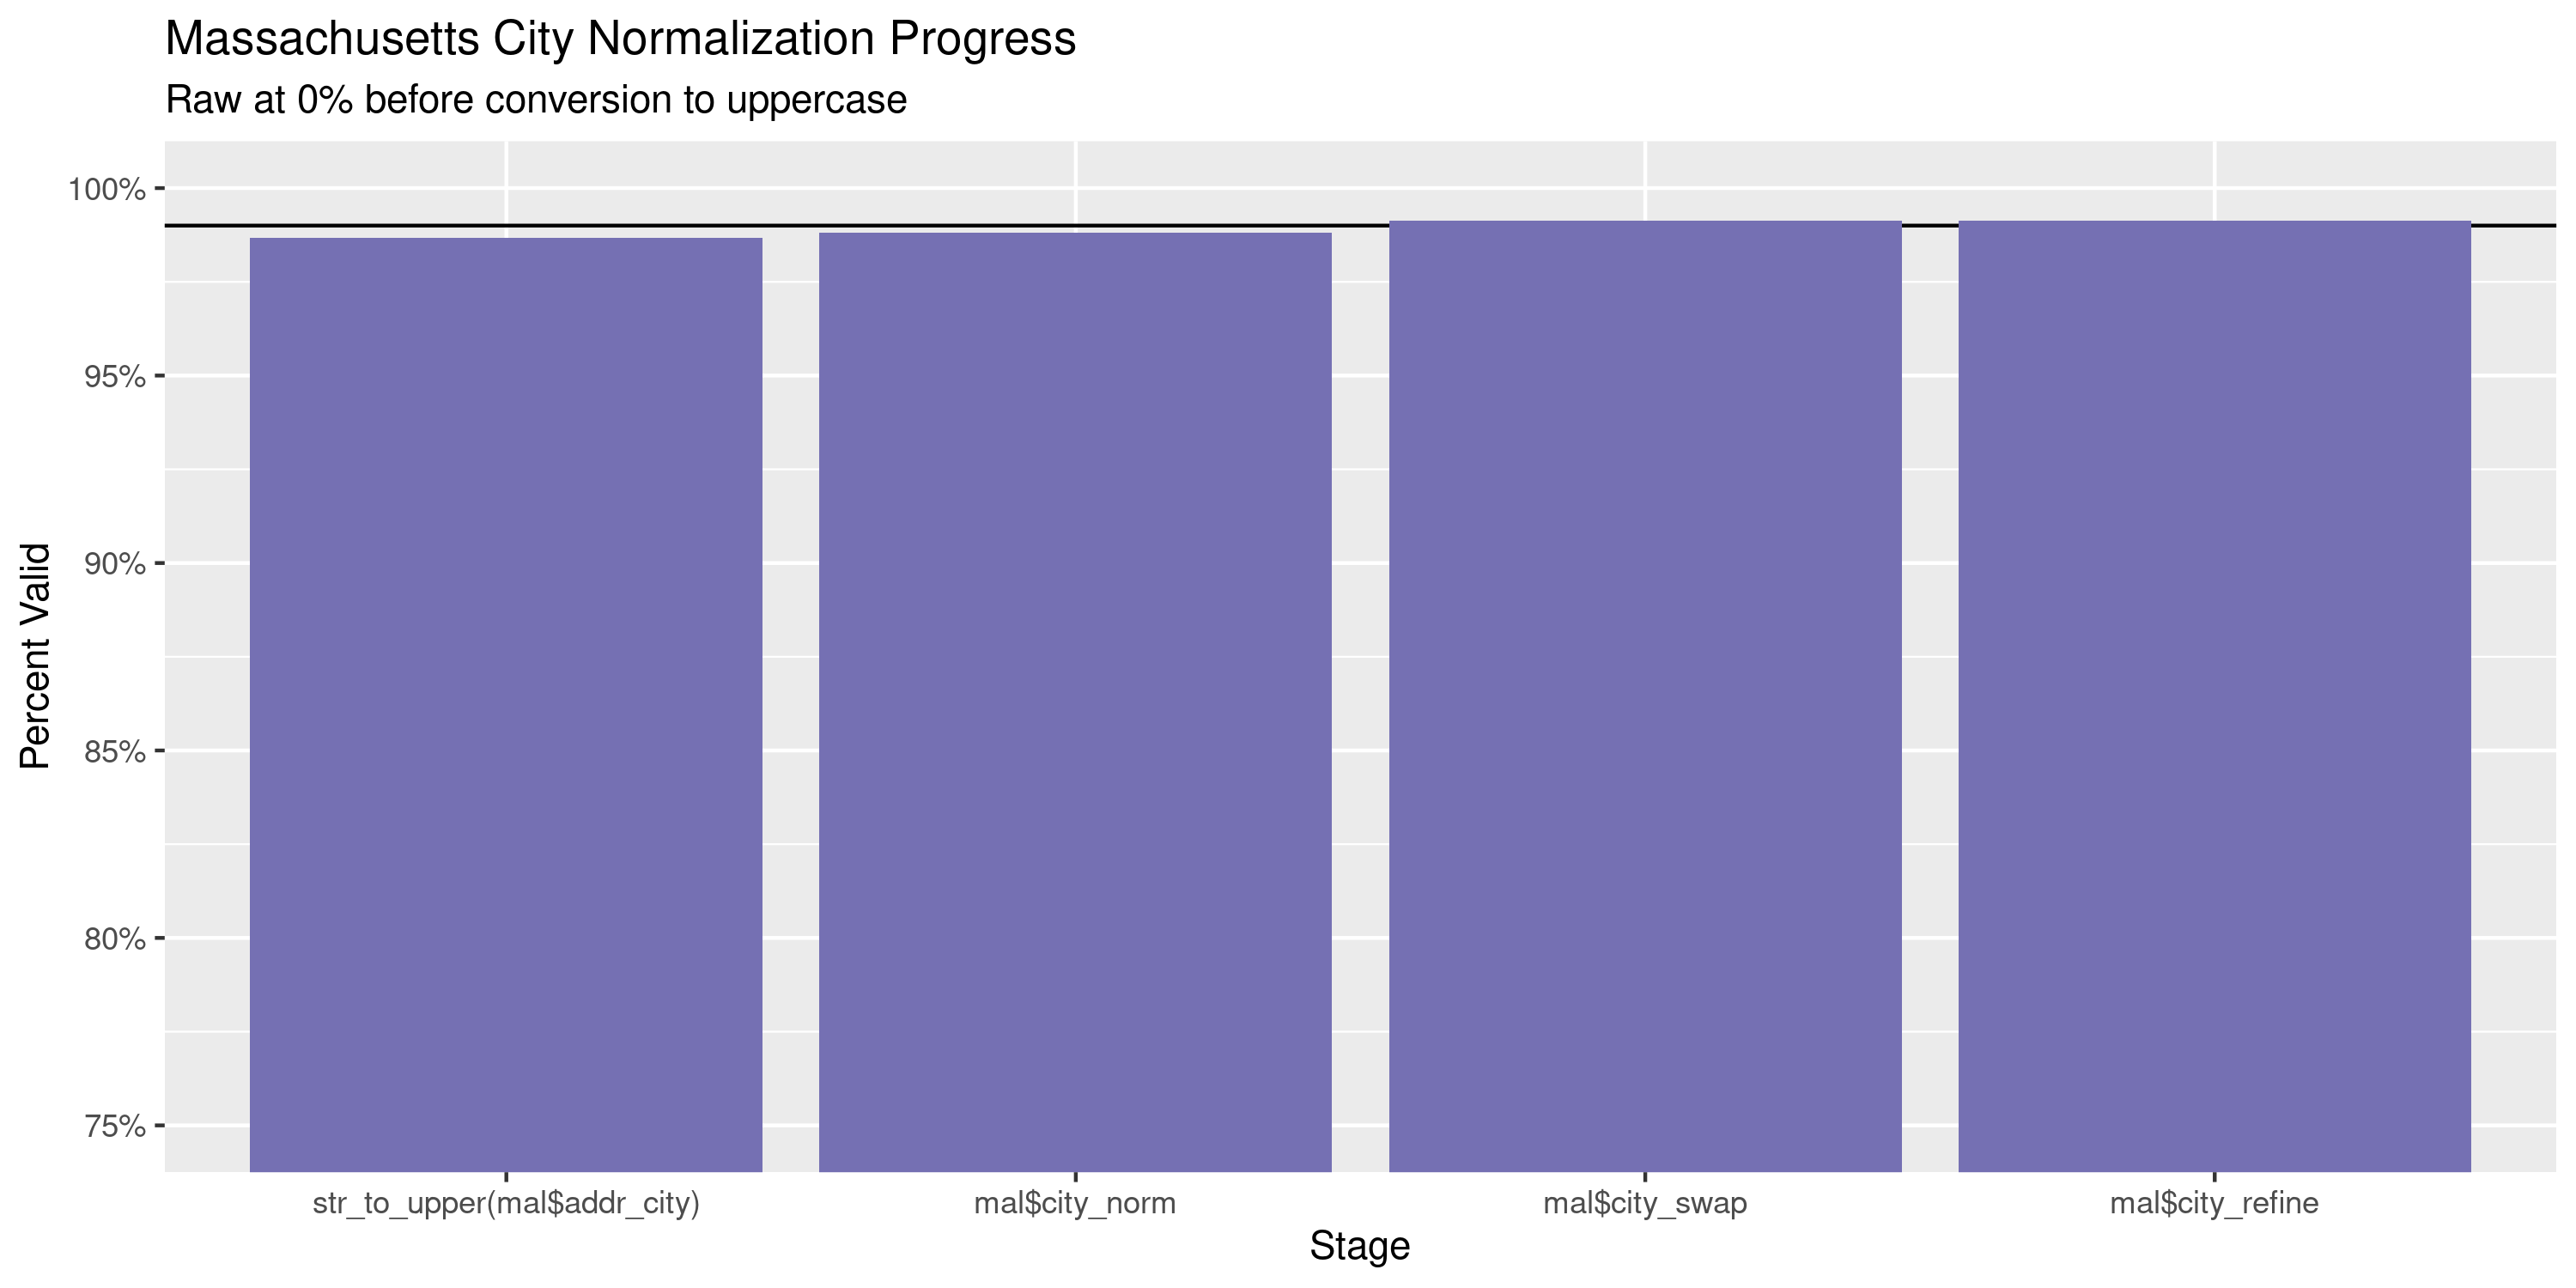 Massachusetts City Normalization Progress
Raw at 0% before conversion to uppercase
100%
95%
90%
85%
80%
75%
Percent Valid
str_to_upper(mal$addr_city)
mal$city_norm
mal$city_swap
mal$city_refine
Stage